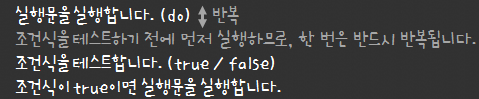 실행문을 실행합니다. (do) ↕ 반복
조건식을 테스트하기 전에 먼저 실행하므로, 한 번은 반드시 반복됩니다.
조건식을 테스트합니다. (true / false)
조건식이 true이면 실행문을 실행합니다.